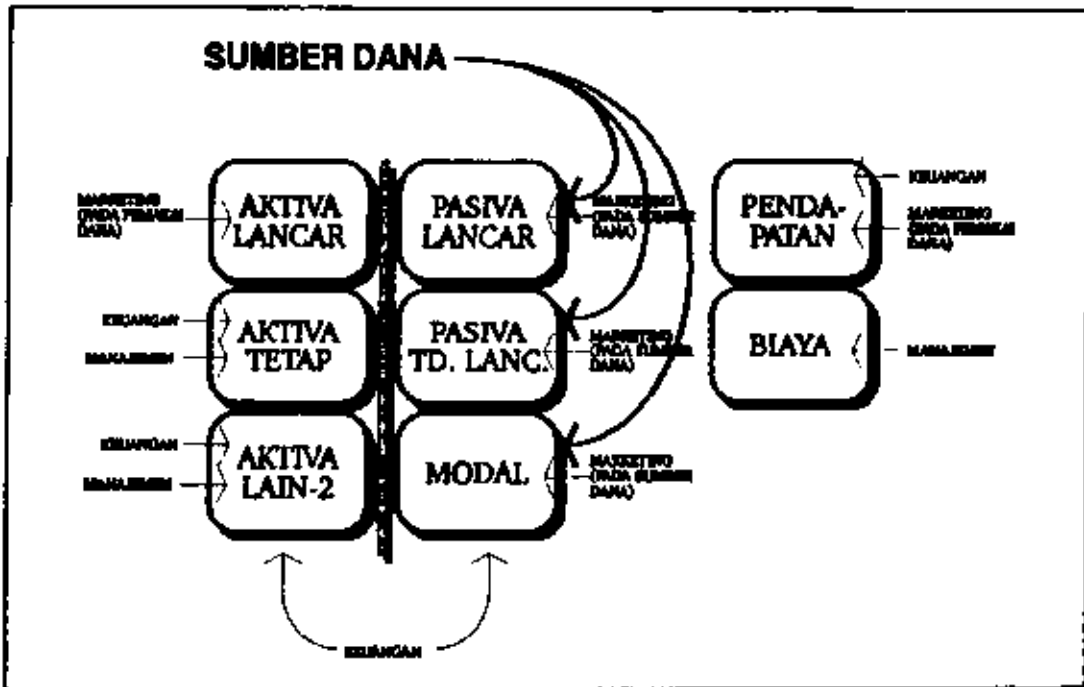 SUMBER DANA
MARKETING
(PADA PEMAKAI
DANA)
AKTIVA
LANCAR
PASIVA
LANCAR
MARKETING
(PADA SUMBER
DANA)
PENDA-
PATAN
KEUANGAN
MARKETING
(PADA PEMAKAI
DANA)
KEUANGAN
MANAJEMEN
AKTIVA
TETAP
PASIVA
TD. LANC.
MARKETING
(PADA SUMBER
DANA)
BIAYA
MANAJEMEN
KEUANGAN
MANAJEMEN
AKTIVA
LAIN-2
MODAL
MARKETING
(PADA SUMBER
DANA)
KEUANGAN